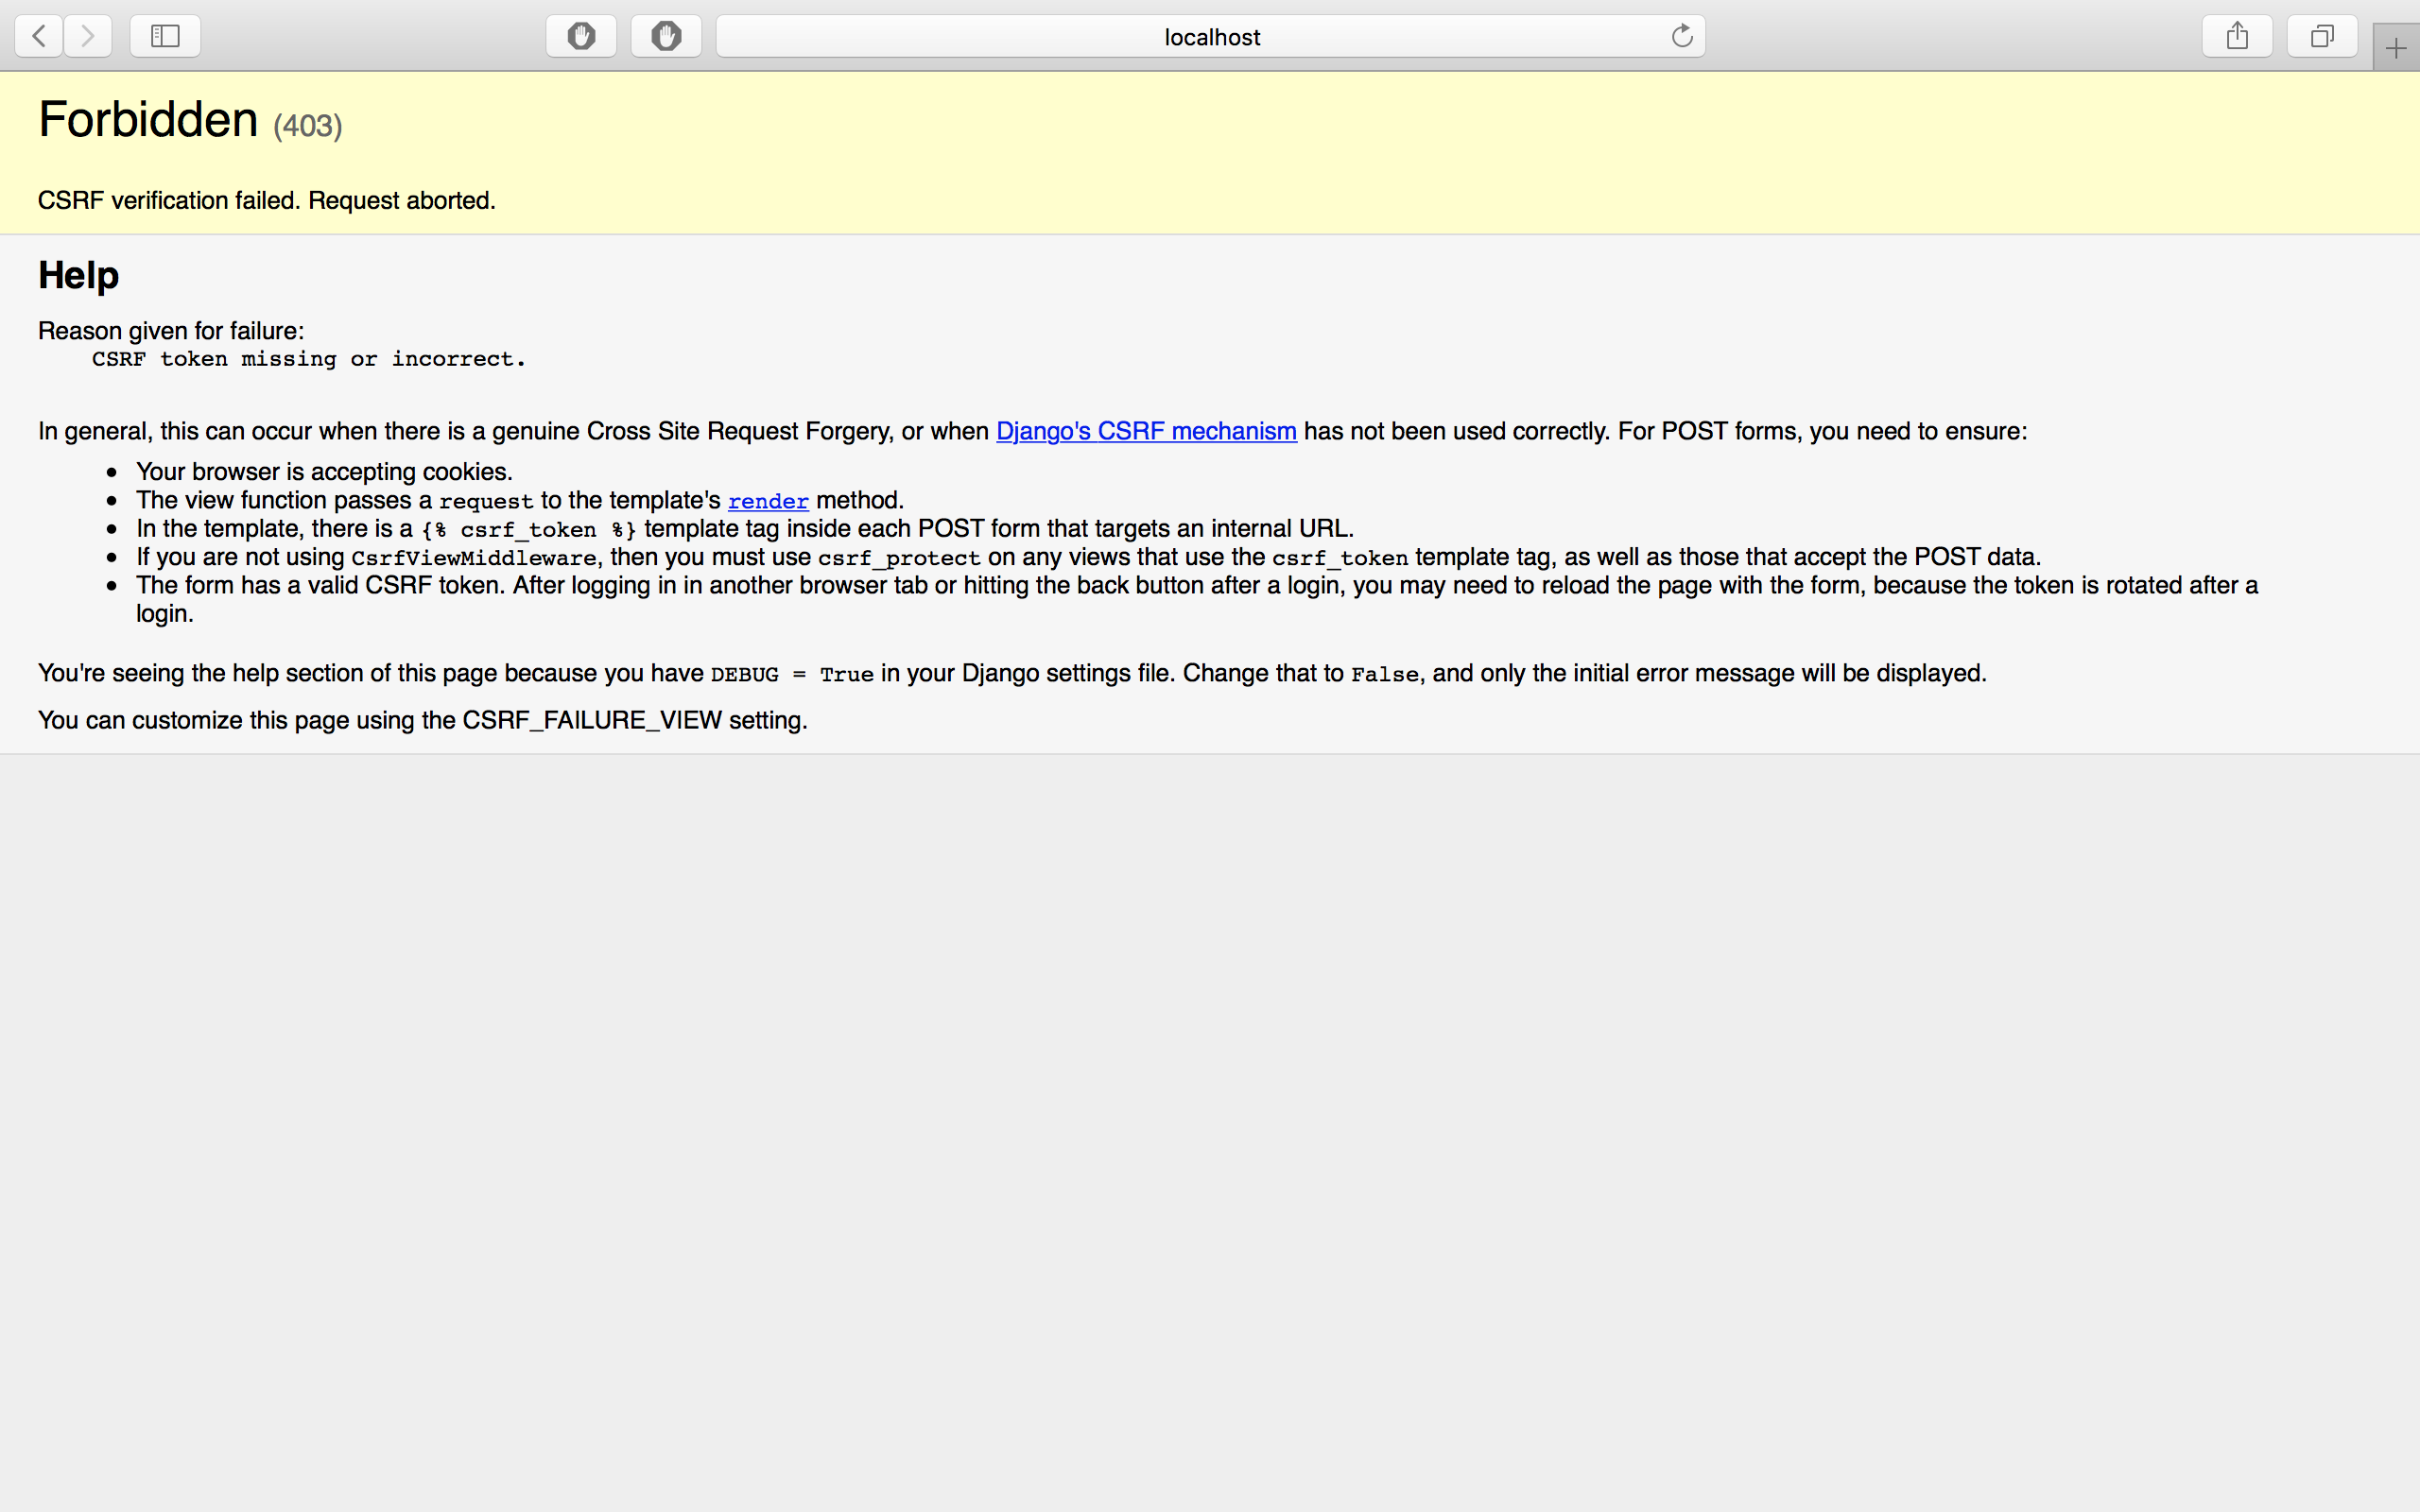 localhost
Forbidden (403)
CSRF verification failed. Request aborted.
Help
Reason given for failure:
CSRF token missing or incorrect.
In general, this can occur when there is a genuine Cross Site Request Forgery, or when Django's CSRF mechanism has not been used correctly. For POST forms, you need to ensure:
Your browser is accepting cookies.
The view function passes a request to the template's render method.
In the template, there is a {% csrf_token %} template tag inside each POST form that targets an internal URL.
If you are not using CsrfViewMiddleware, then you must use csrf_protect on any views that use the csrf_token template tag, as well as those that accept the POST data.
The form has a valid CSRF token. After logging in in another browser tab or hitting the back button after a login, you may need to reload the page with the form, because the token is rotated after a
login.
You're seeing the help section of this page because you have DEBUG = True in your Django settings file. Change that to False, and only the initial error message will be displayed.
You can customize this page using the CSRF_FAILURE_VIEW setting.